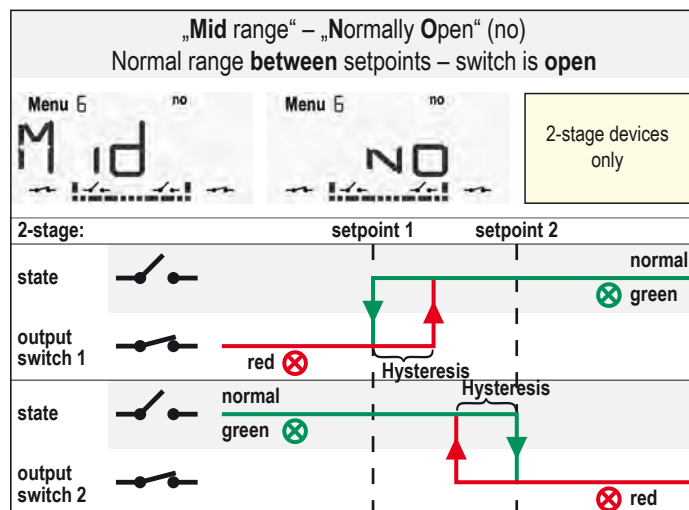 „Mid range“ – „Normally Open“ (no)
Normal range between setpoints – switch is open
Menu 6 no
Mid
Menu 6 no
NO
2-stage devices
only
2-stage: setpoint 1 setpoint 2
state
normal
green
output
switch 1
red
Hysteresis
Hysteresis
state
normal
green
output
switch 2
red